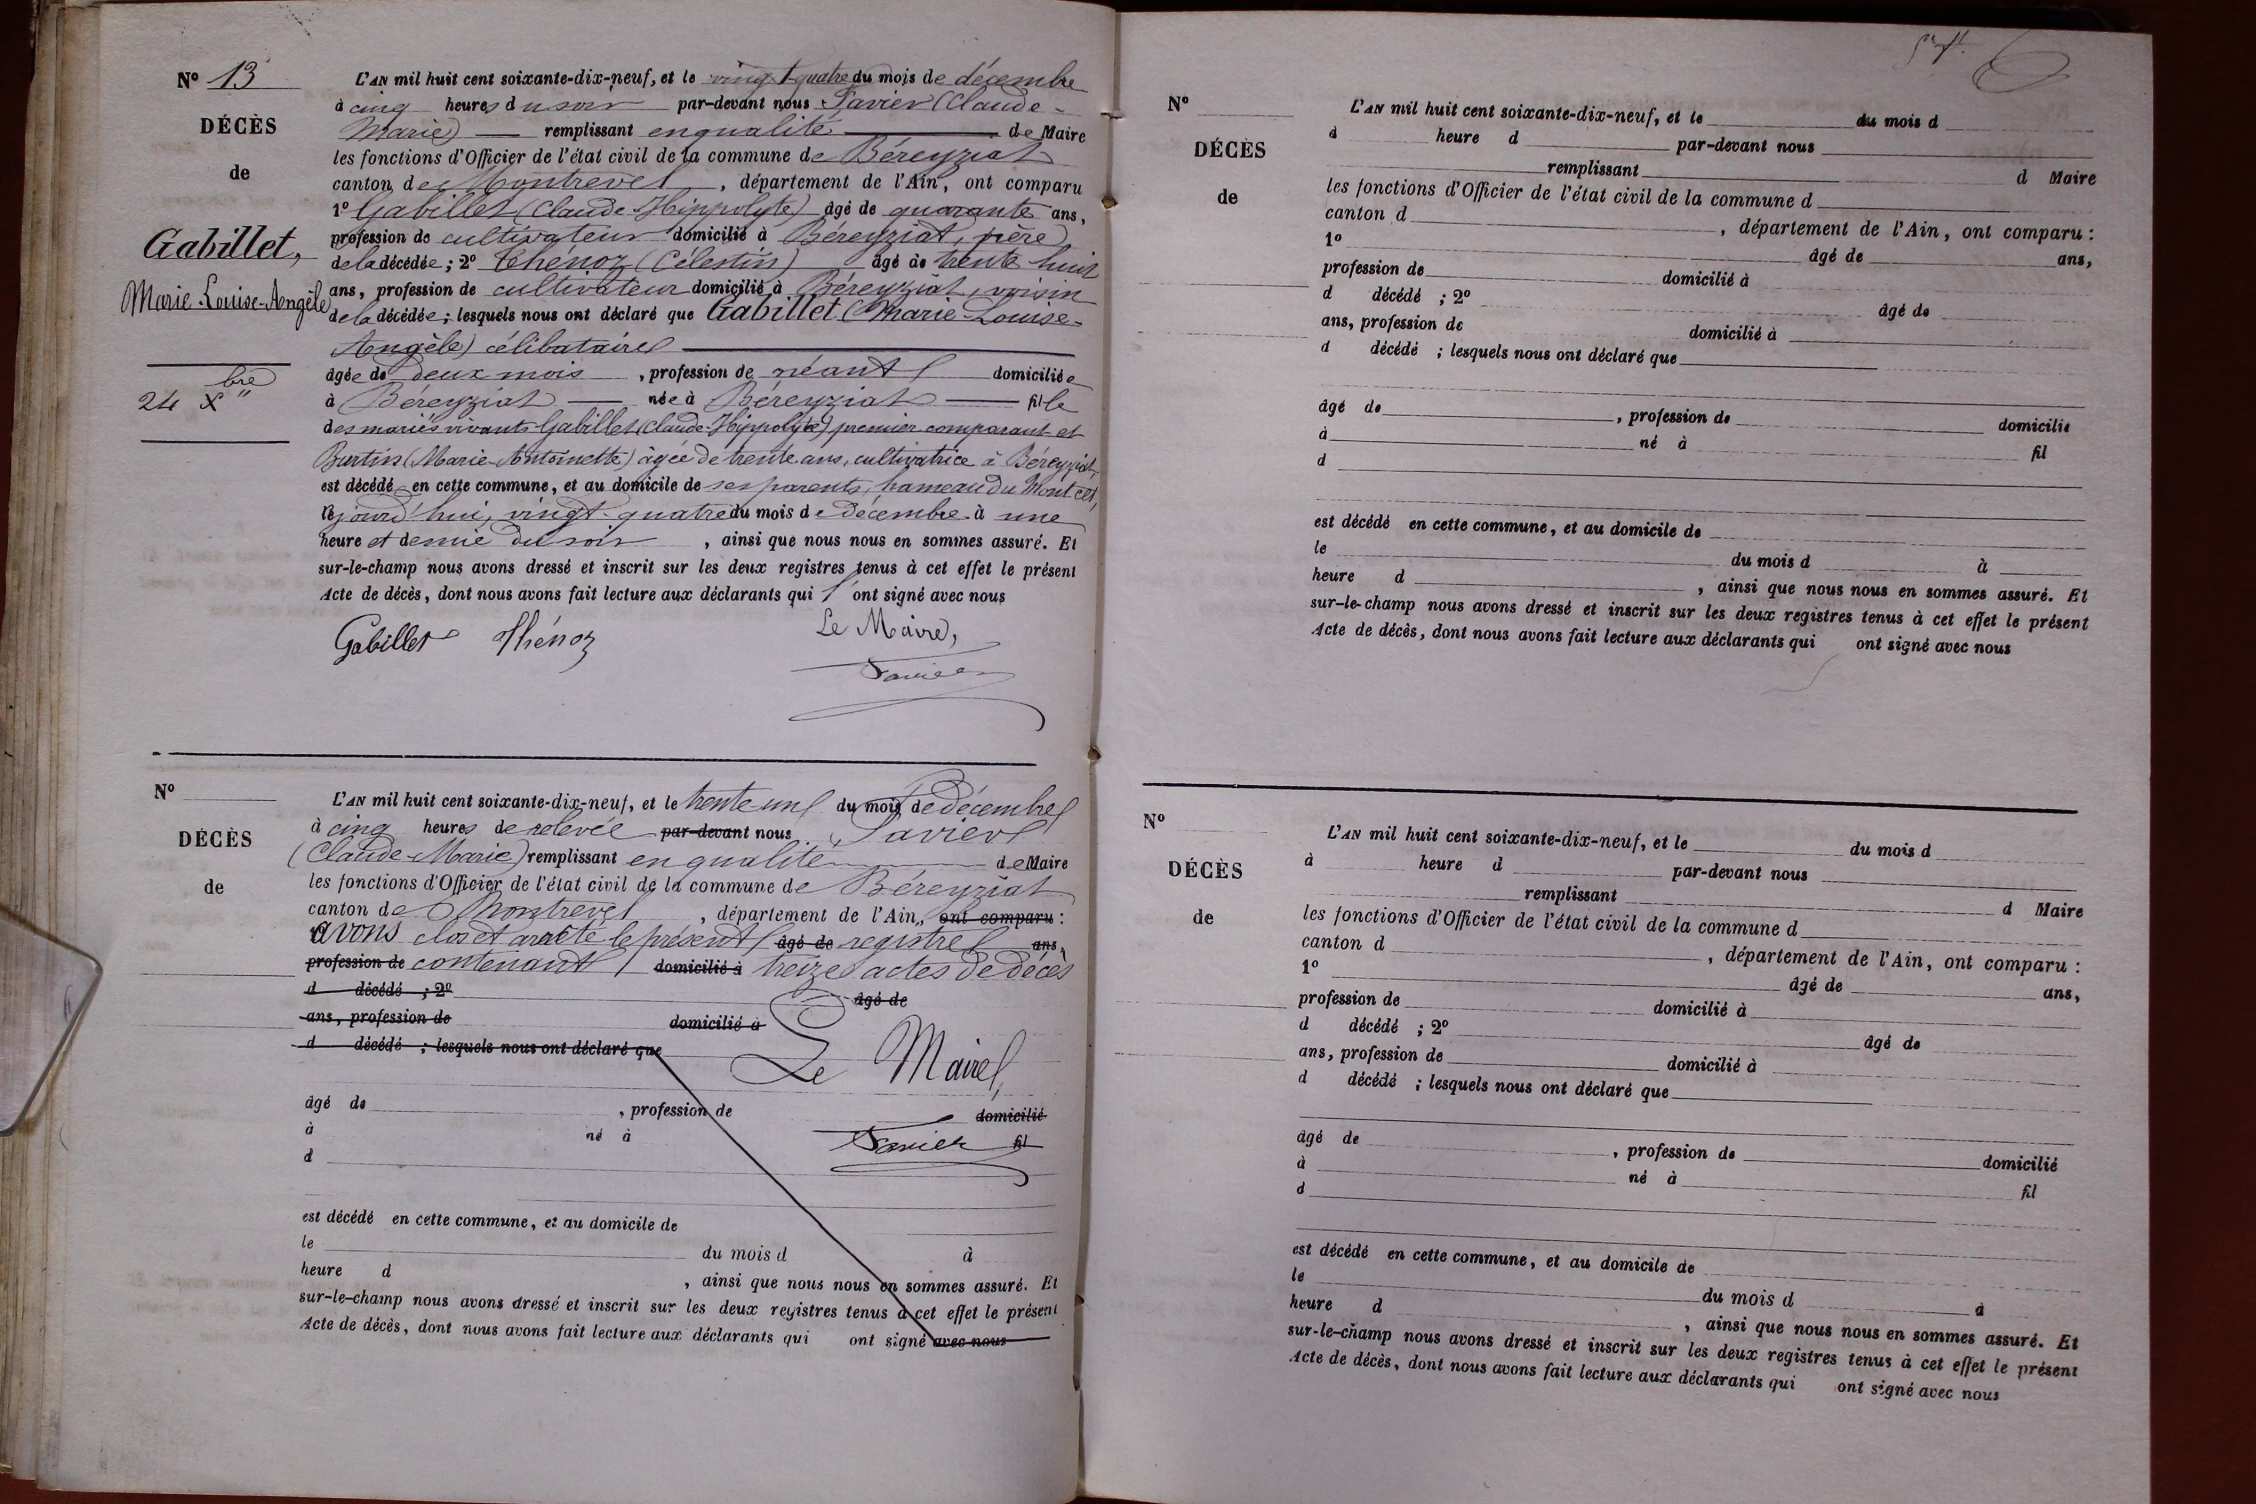 Nº 13
DÉCÈS
de
Gabillet,
Marie-Louise-Angèle
24 Xbre
L'AN mil huit cent soixante-dix-neuf, et le vingt quatre du mois de décembre
à cinq heures du soir par-devant nous Favier (Claude-
Marie) remplissant en qualité de Maire
les fonctions d'Officier de l'état civil de la commune de Béreyziat
canton de Montrevel, département de l'Ain, ont comparu
1º Gabillet (Claude-Hippolyte) âgé de quarante ans,
profession de cultivateur domicilié à Béreyziat, père
de la décédée; 2º Thénoz (Célestin) âgé de trente huit
ans, profession de cultivateur domicilié à Béreyziat, voisin
de la décédée; lesquels nous ont déclaré que Gabillet (Marie-Louise-
Angèle) célibataire
âgée de deux mois, profession de néant domiciliée
à Béreyziat née à Béreyziat fille
des mariés vivants Gabillet (Claude-Hippolyte) premier comparant et
Burtin (Marie-Antoinette) âgée de trente ans, cultivatrice à Béreyziat,
est décédée en cette commune, et au domicile de ses parents, hameau du Montcel,
cejourd'hui, vingt-quatre du mois de décembre à une
heure et demie du soir, ainsi que nous nous en sommes assuré. Et
sur-le-champ nous avons dressé et inscrit sur les deux registres tenus à cet effet le présent
Acte de décès, dont nous avons fait lecture aux déclarants qui ont signé avec nous
Gabillet Thénoz Le Maire,
Favier
Nº
DÉCÈS
de
L'AN mil huit cent soixante-dix-neuf, et le trente-un du mois de décembre
à cinq heures de relevée par-devant nous, Favier
(Claude-Marie) remplissant en qualité de Maire
les fonctions d'Officier de l'état civil de la commune de Béreyziat
canton de Montrevel, département de l'Ain, ont comparu :
avons clos et arrêté le présent âgé de registre ans,
profession de contenant domicilié à treize actes de décès
d décédé ; 2º âgé de
ans, profession de domicilié à
d décédé ; lesquels nous ont déclaré que
Le Maire,
âgé de , profession de domicilié
à né à fil
Favier
d
est décédé en cette commune, et au domicile de
le du mois d à
heure d , ainsi que nous nous en sommes assuré. Et
sur-le-champ nous avons dressé et inscrit sur les deux registres tenus à cet effet le présent
Acte de décès, dont nous avons fait lecture aux déclarants qui ont signé avec nous
Nº
DÉCÈS
de
L'AN mil huit cent soixante-dix-neuf, et le du mois d
à heure d par-devant nous
remplissant d Maire
les fonctions d'Officier de l'état civil de la commune d
canton d , département de l'Ain, ont comparu :
1º âgé de ans,
profession de domicilié à
d décédé ; 2º âgé de
ans, profession de domicilié à
d décédé ; lesquels nous ont déclaré que
âgé de , profession de domicilié
à né à fil
d
est décédé en cette commune, et au domicile de
le du mois d à
heure d , ainsi que nous nous en sommes assuré. Et
sur-le-champ nous avons dressé et inscrit sur les deux registres tenus à cet effet le présent
Acte de décès, dont nous avons fait lecture aux déclarants qui ont signé avec nous
Nº
DÉCÈS
de
L'AN mil huit cent soixante-dix-neuf, et le du mois d
à heure d par-devant nous
remplissant d Maire
les fonctions d'Officier de l'état civil de la commune d
canton d , département de l'Ain, ont comparu :
1º âgé de ans,
profession de domicilié à
d décédé ; 2º âgé de
ans, profession de domicilié à
d décédé ; lesquels nous ont déclaré que
âgé de , profession de domicilié
à né à fil
d
est décédé en cette commune, et au domicile de
le du mois d à
heure d , ainsi que nous nous en sommes assuré. Et
sur-le-champ nous avons dressé et inscrit sur les deux registres tenus à cet effet le présent
Acte de décès, dont nous avons fait lecture aux déclarants qui ont signé avec nous